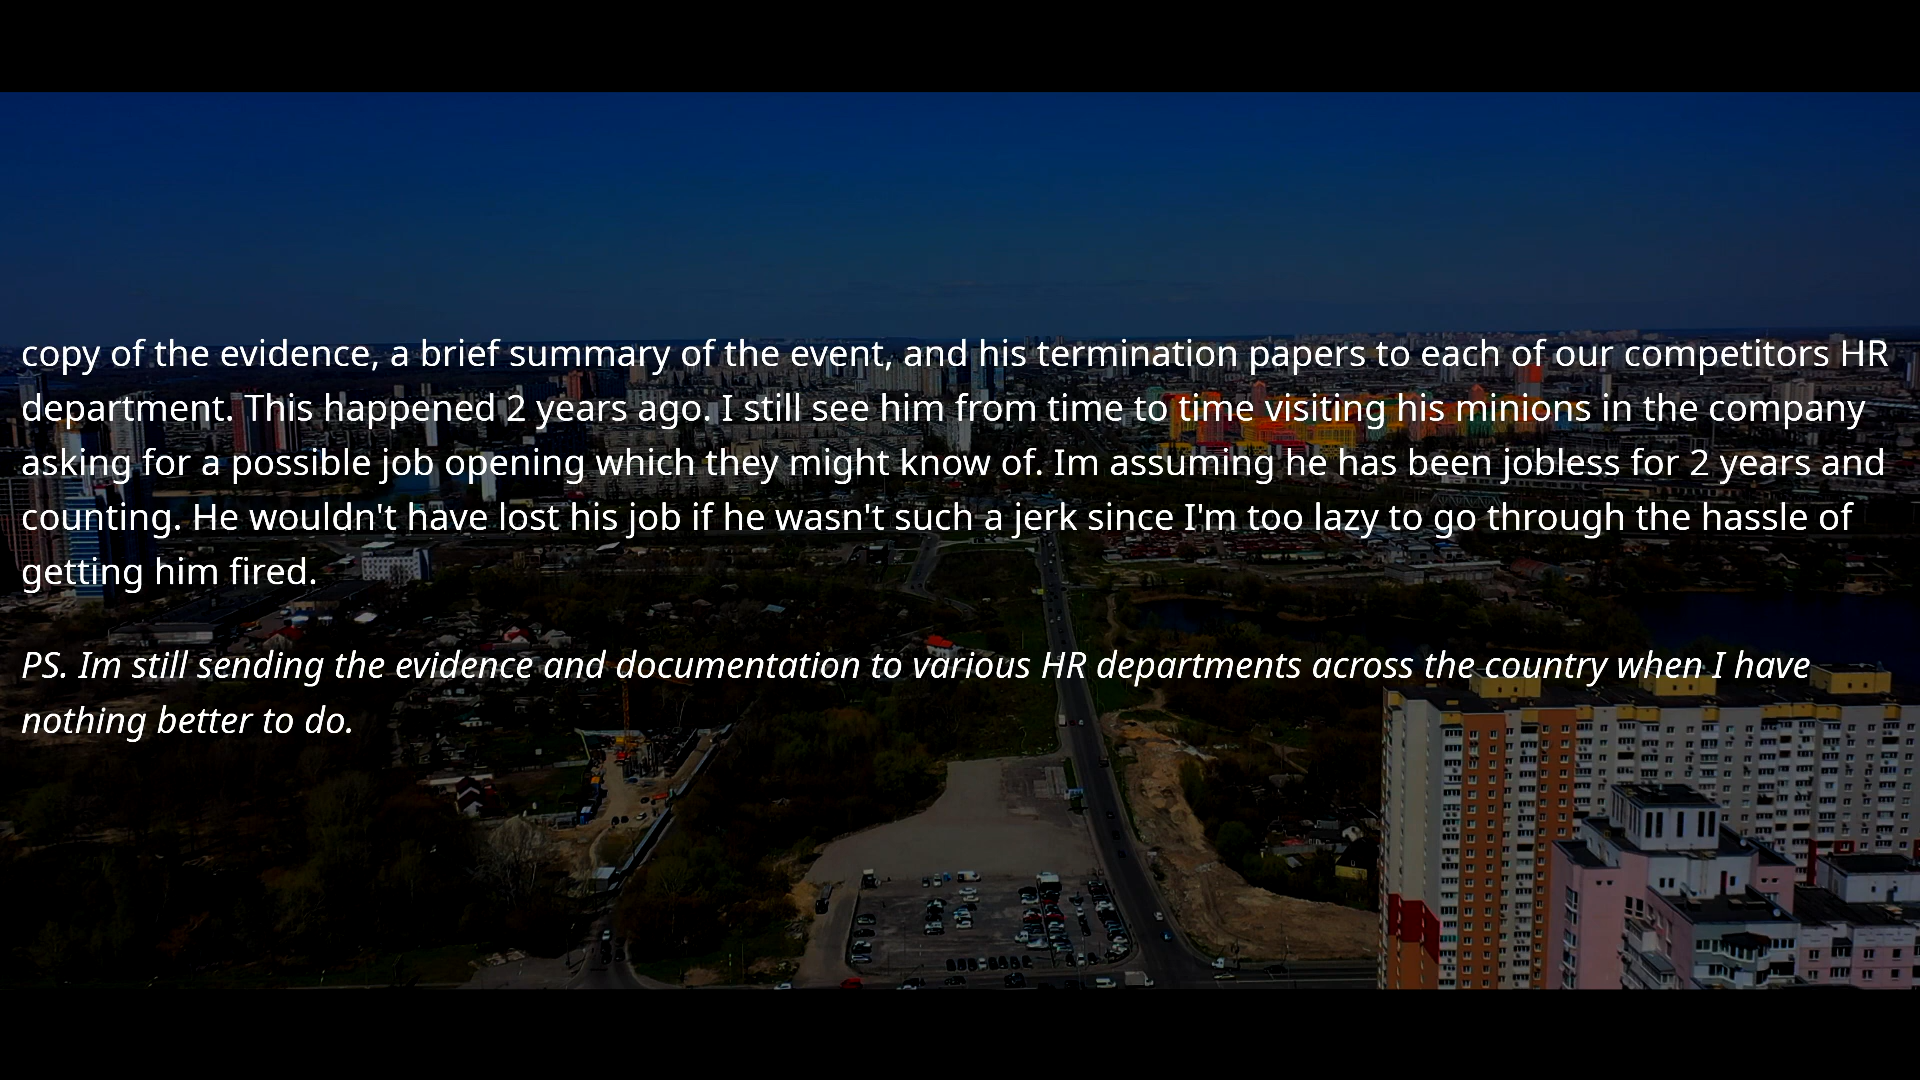 copy of the evidence, a brief summary of the event, and his termination papers to each of our competitors HR
department. This happened 2 years ago. I still see him from time to time visiting his minions in the company
asking for a possible job opening which they might know of. Im assuming he has been jobless for 2 years and
counting. He wouldn't have lost his job if he wasn't such a jerk since I'm too lazy to go through the hassle of
getting him fired.
PS. Im still sending the evidence and documentation to various HR departments across the country when I have
nothing better to do.